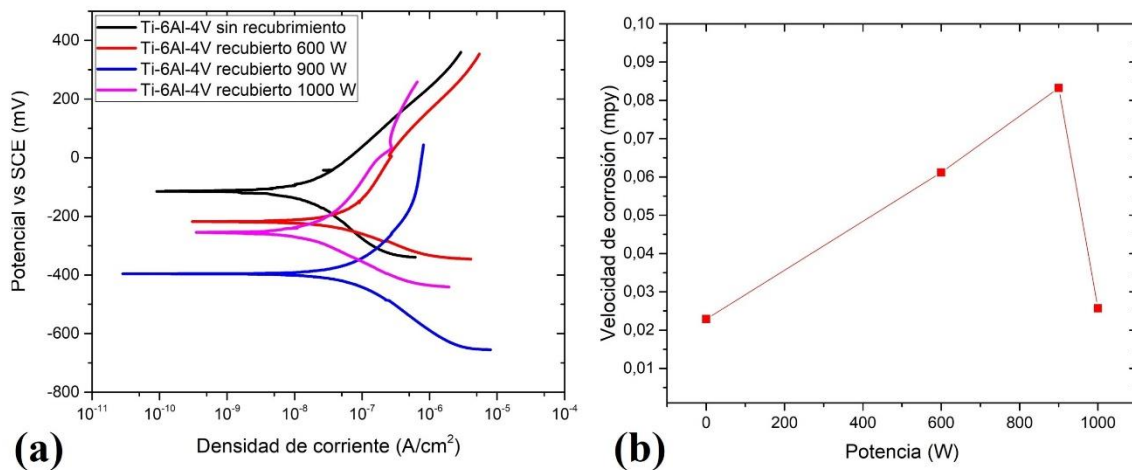 Ti-6Al-4V sin recubrimiento
Ti-6Al-4V recubierto 600 W
Ti-6Al-4V recubierto 900 W
Ti-6Al-4V recubierto 1000 W
Potencial vs SCE (mV)
400
200
0
-200
-400
-600
-800
10⁻¹¹ 10⁻¹⁰ 10⁻⁹ 10⁻⁸ 10⁻⁷ 10⁻⁶ 10⁻⁵ 10⁻⁴
Densidad de corriente (A/cm²)
(a)
Velocidad de corrosión (mpy)
0,10
0,09
0,08
0,07
0,06
0,05
0,04
0,03
0,02
0,01
0 200 400 600 800 1000
Potencia (W)
(b)